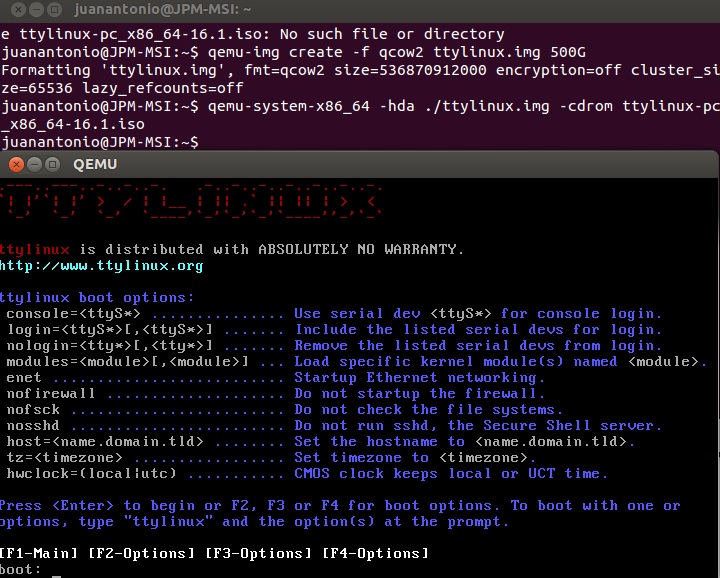 juanantonio@JPM-MSI: ~
e ttylinux-pc_x86_64-16.1.iso: No such file or directory
juanantonio@JPM-MSI:~$ qemu-img create -f qcow2 ttylinux.img 500G
Formatting 'ttylinux.img', fmt=qcow2 size=536870912000 encryption=off cluster_si
ze=65536 lazy_refcounts=off
juanantonio@JPM-MSI:~$ qemu-system-x86_64 -hda ./ttylinux.img -cdrom ttylinux-pc
_x86_64-16.1.iso
juanantonio@JPM-MSI:~$
QEMU
TTYLINUX
ttylinux is distributed with ABSOLUTELY NO WARRANTY.
http://www.ttylinux.org
ttylinux boot options:
console=<ttyS*> ............... Use serial dev <ttyS*> for console login.
login=<ttyS*>[,<ttyS*>] ....... Include the listed serial devs for login.
nologin=<tty*>[,<tty*>] ....... Remove the listed serial devs from login.
modules=<module>[,<module>] ... Load specific kernel module(s) named <module>.
enet .......................... Startup Ethernet networking.
nofirewall .................... Do not startup the firewall.
nofsck ........................ Do not check the file systems.
nosshd ........................ Do not run sshd, the Secure Shell server.
host=<name.domain.tld> ........ Set the hostname to <name.domain.tld>.
tz=<timezone> ................. Set timezone to <timezone>.
hwclock=(local|utc) ........... CMOS clock keeps local or UCT time.
Press <Enter> to begin or F2, F3 or F4 for boot options. To boot with one or
options, type "ttylinux" and the option(s) at the prompt.
[F1-Main] [F2-Options] [F3-Options] [F4-Options]
boot: _